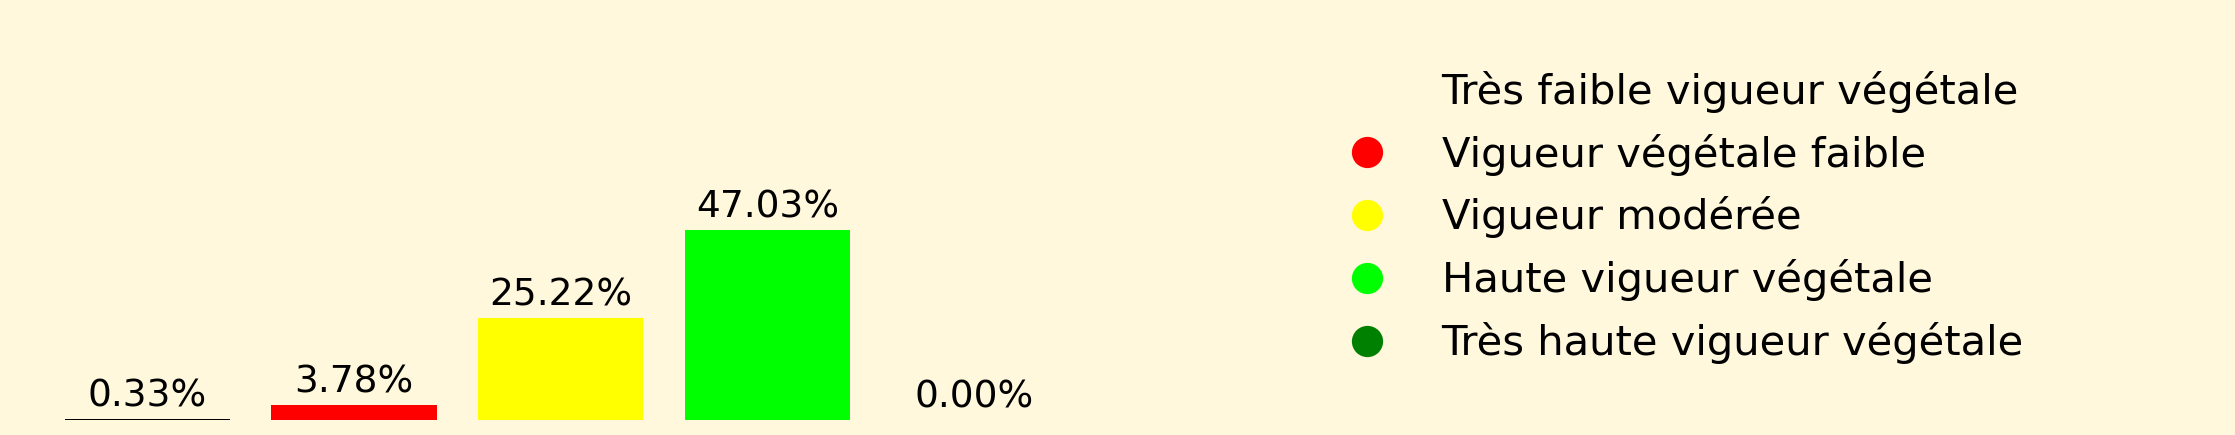 0.33%
3.78%
25.22%
47.03%
0.00%
Très faible vigueur végétale
Vigueur végétale faible
Vigueur modérée
Haute vigueur végétale
Très haute vigueur végétale